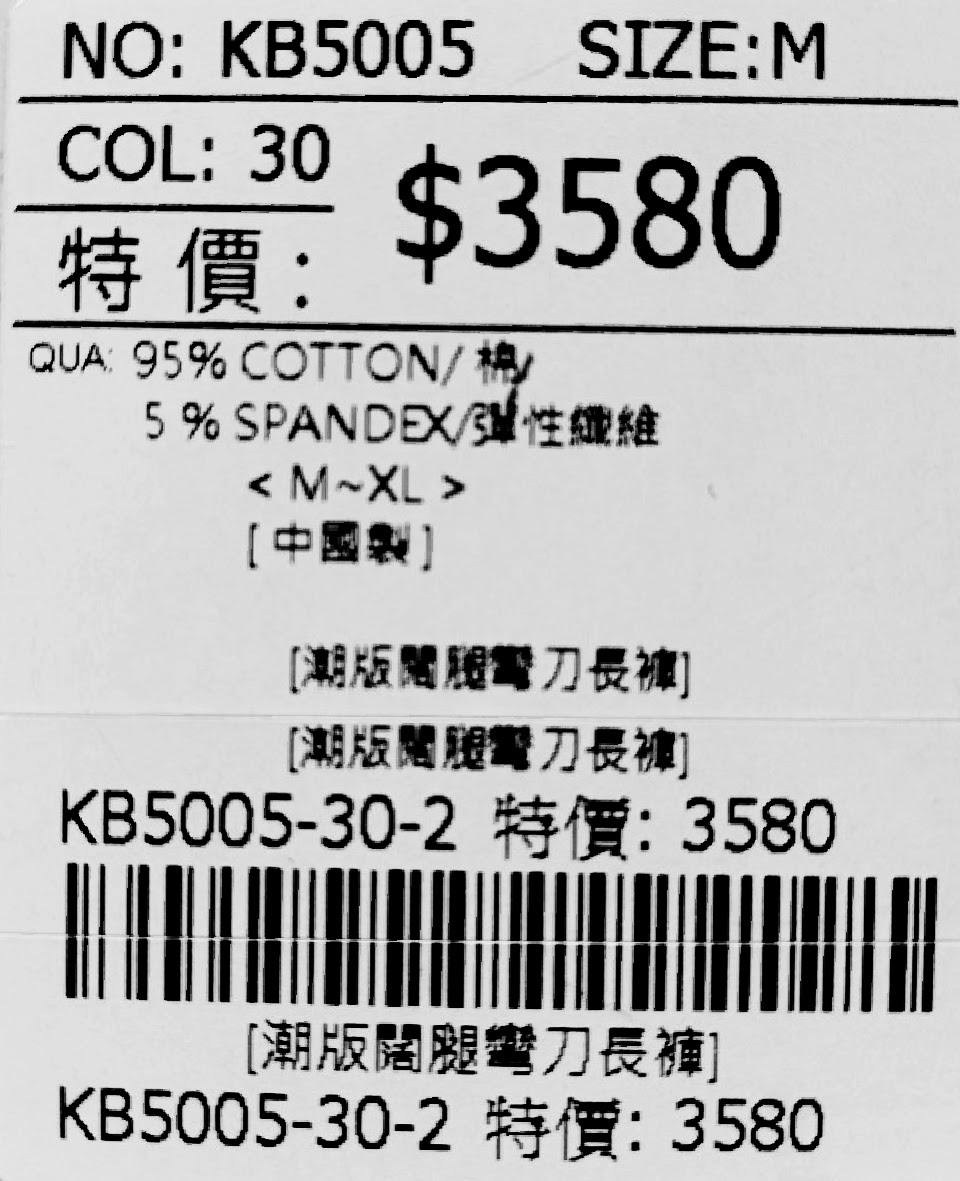 NO: KB5005 SIZE:M
COL: 30
$3580
特價:
QUA: 95% COTTON/棉
5 % SPANDEX/彈性纖維
< M~XL >
[中國製]
[潮版闊腿彎刀長褲]
[潮版闊腿彎刀長褲]
KB5005-30-2 特價: 3580
[潮版闊腿彎刀長褲]
KB5005-30-2 特價: 3580